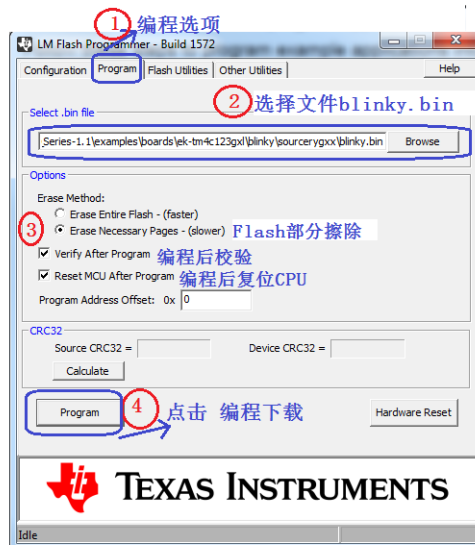 ① 编程选项
LM Flash Programmer - Build 1572
Configuration Program Flash Utilities Other Utilities Help
Select .bin file
② 选择文件blinky.bin
Series-1.1\examples\boards\ek-tm4c123gxl\blinky\sourcerygxx\blinky.bin Browse
Options
Erase Method:
Erase Entire Flash - (faster)
③ Erase Necessary Pages - (slower) Flash部分擦除
Verify After Program 编程后校验
Reset MCU After Program 编程后复位CPU
Program Address Offset: 0x 0
CRC32
Source CRC32 = Device CRC32 =
Calculate
Program ④ 点击 编程下载 Hardware Reset
TEXAS INSTRUMENTS
Idle